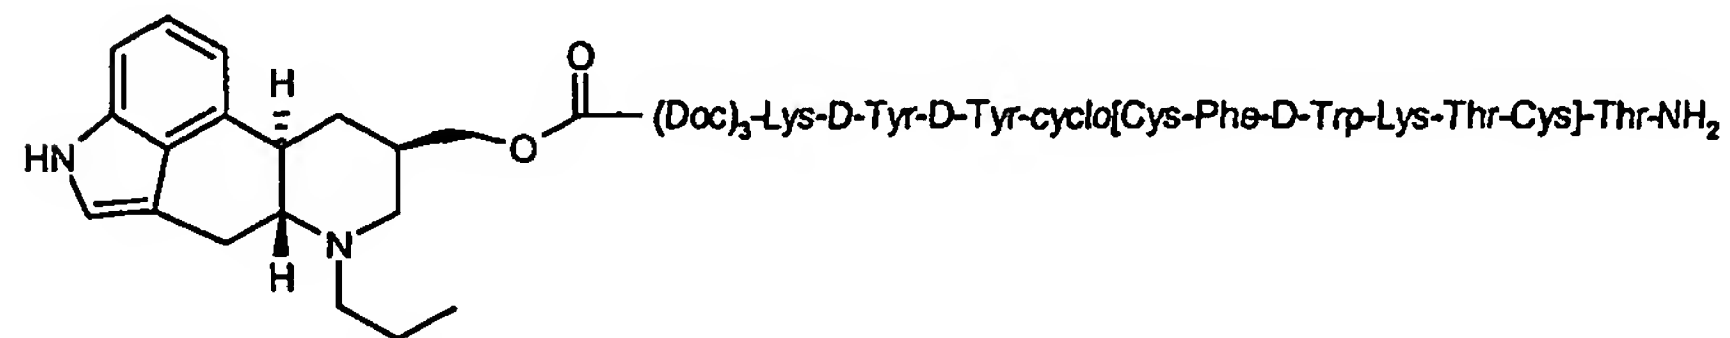 O
H
(Doc)₃-Lys-D-Tyr-D-Tyr-cyclo[Cys-Phe-D-Trp-Lys-Thr-Cys]-Thr-NH₂
O
HN
N
H